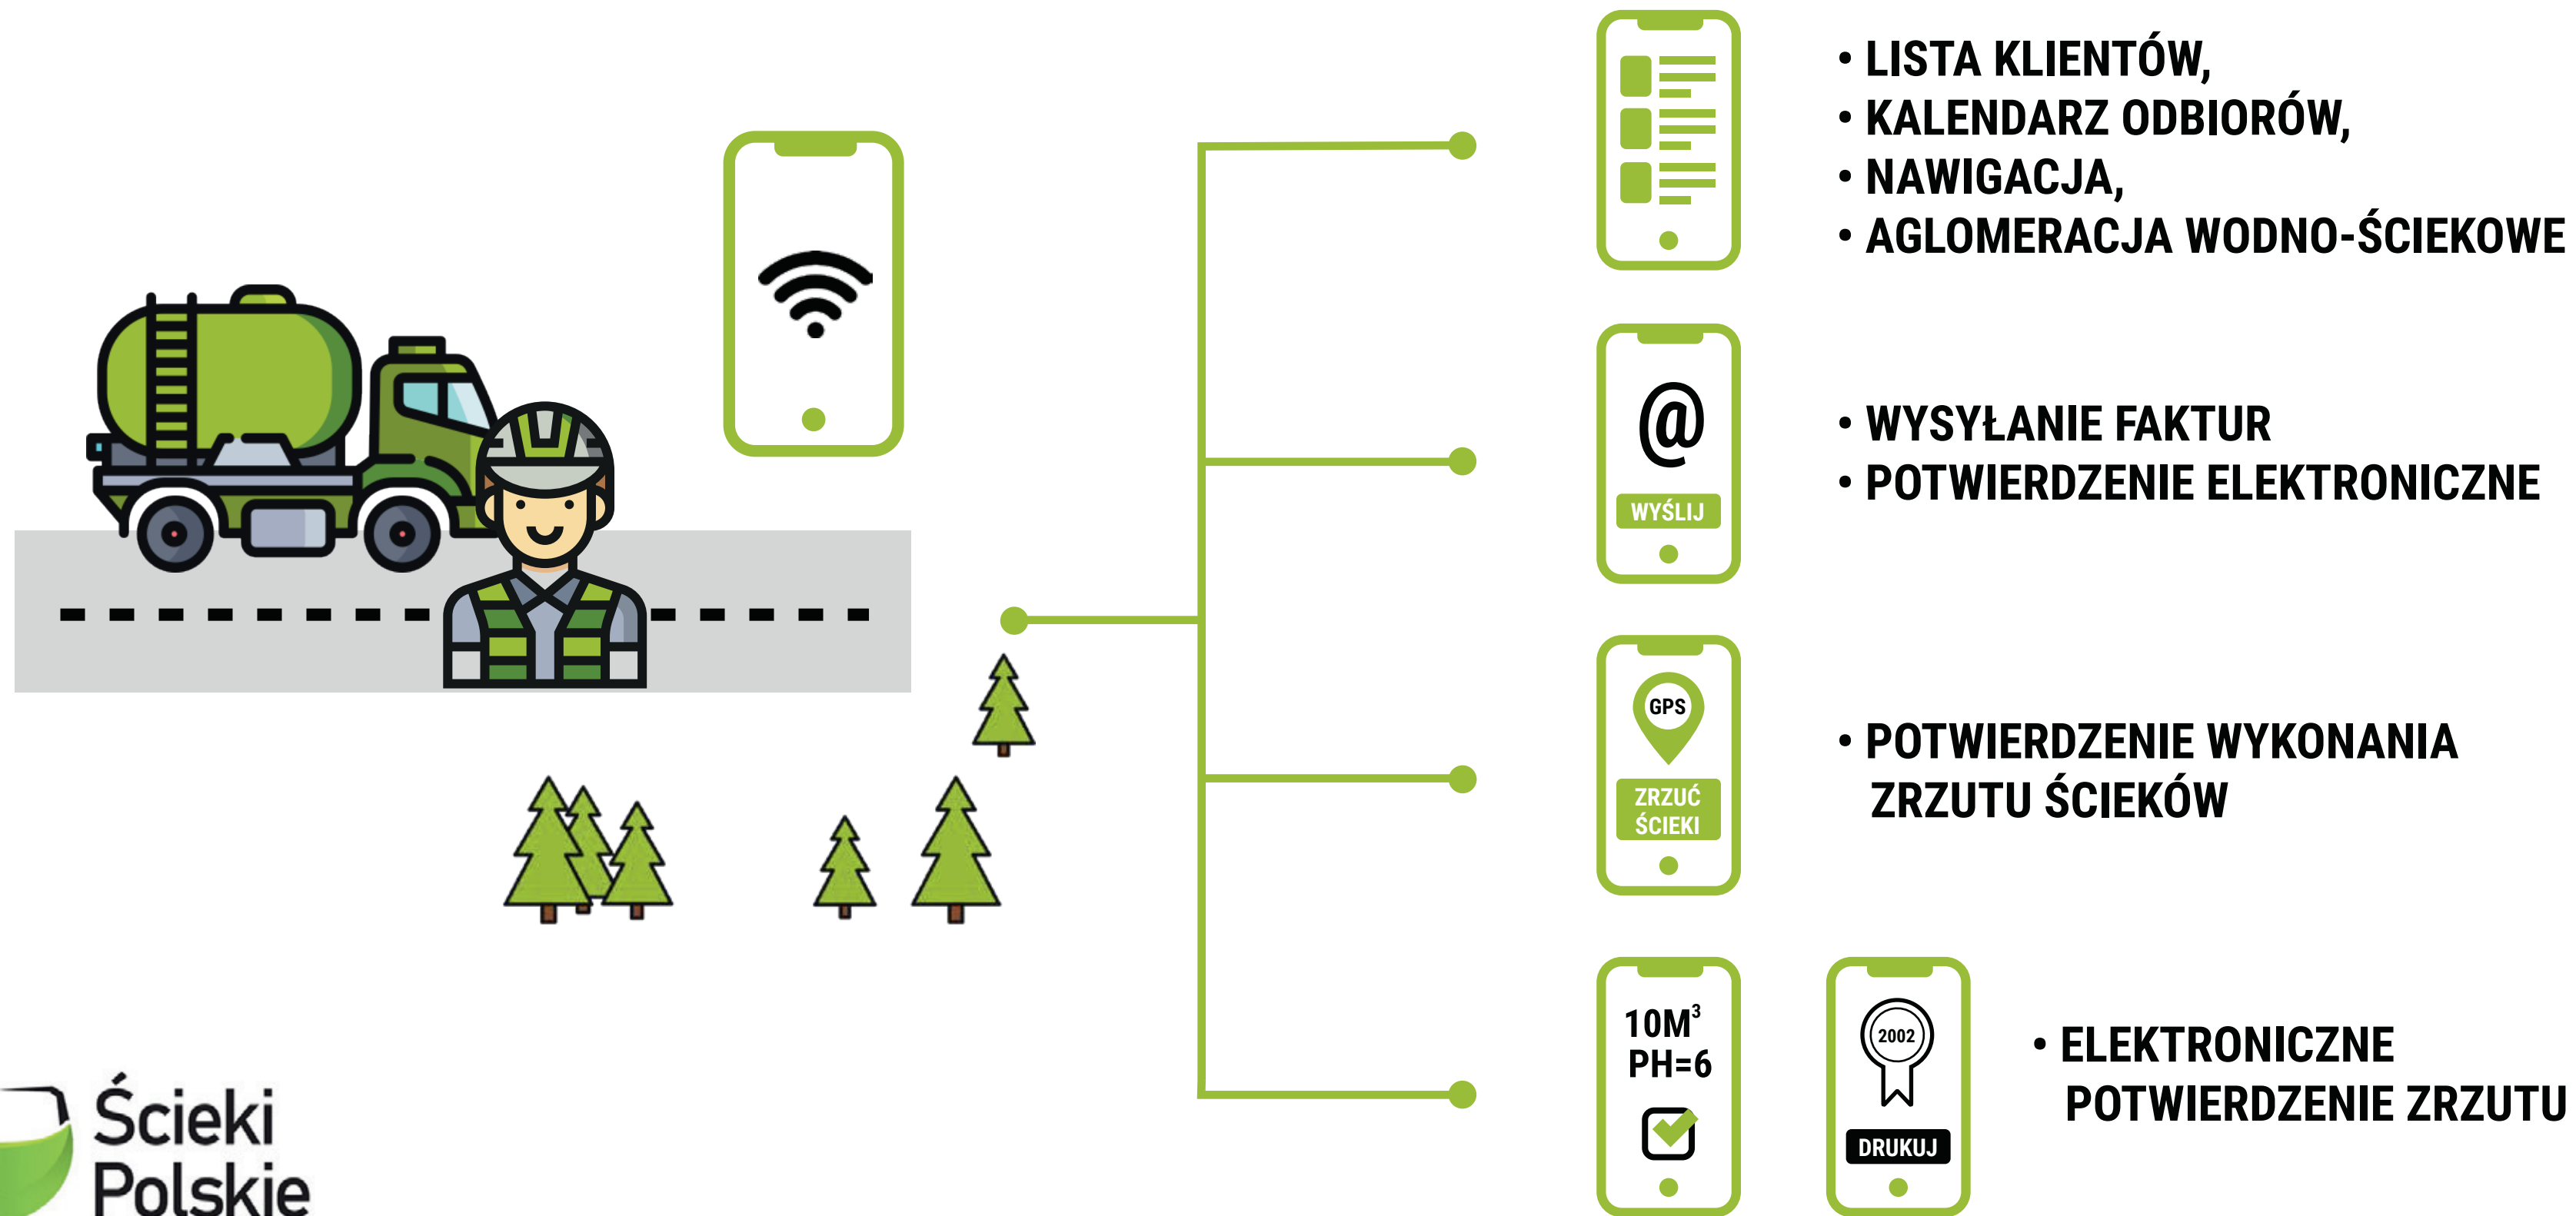 • LISTA KLIENTÓW,
• KALENDARZ ODBIORÓW,
• NAWIGACJA,
• AGLOMERACJA WODNO-ŚCIEKOWE
@
WYŚLIJ
• WYSYŁANIE FAKTUR
• POTWIERDZENIE ELEKTRONICZNE
GPS
ZRZUĆ
ŚCIEKI
• POTWIERDZENIE WYKONANIA
ZRZUTU ŚCIEKÓW
10M³
PH=6
2002
DRUKUJ
• ELEKTRONICZNE
POTWIERDZENIE ZRZUTU
Ścieki
Polskie